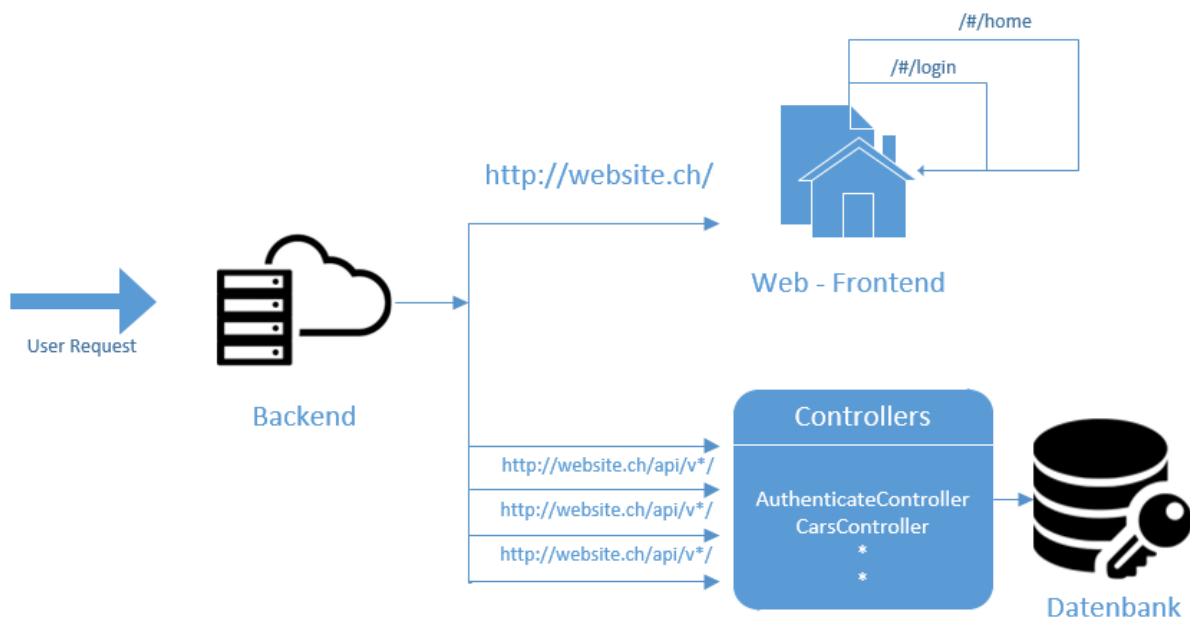 /#/home
/#/login
http://website.ch/
Web - Frontend
User Request
Backend
Controllers
http://website.ch/api/v*/
http://website.ch/api/v*/
http://website.ch/api/v*/
AuthenticateController
CarsController
*
*
Datenbank